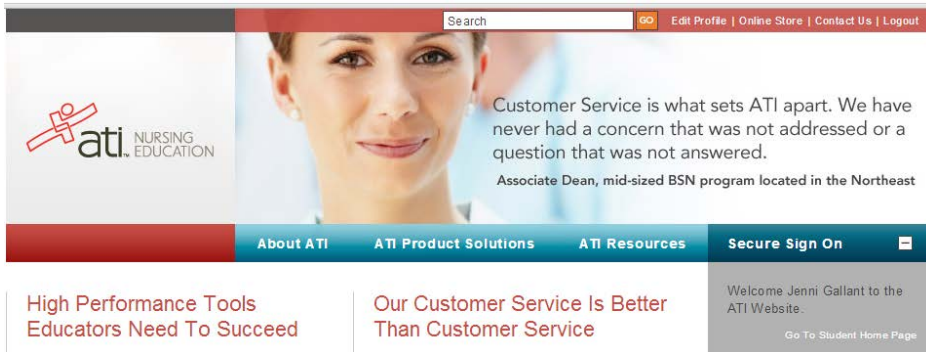 Search
GO
Edit Profile | Online Store | Contact Us | Logout
ati™ NURSING
EDUCATION
Customer Service is what sets ATI apart. We have
never had a concern that was not addressed or a
question that was not answered.
Associate Dean, mid-sized BSN program located in the Northeast
About ATI
ATI Product Solutions
ATI Resources
Secure Sign On
High Performance Tools
Educators Need To Succeed
Our Customer Service Is Better
Than Customer Service
Welcome Jenni Gallant to the
ATI Website.
Go To Student Home Page